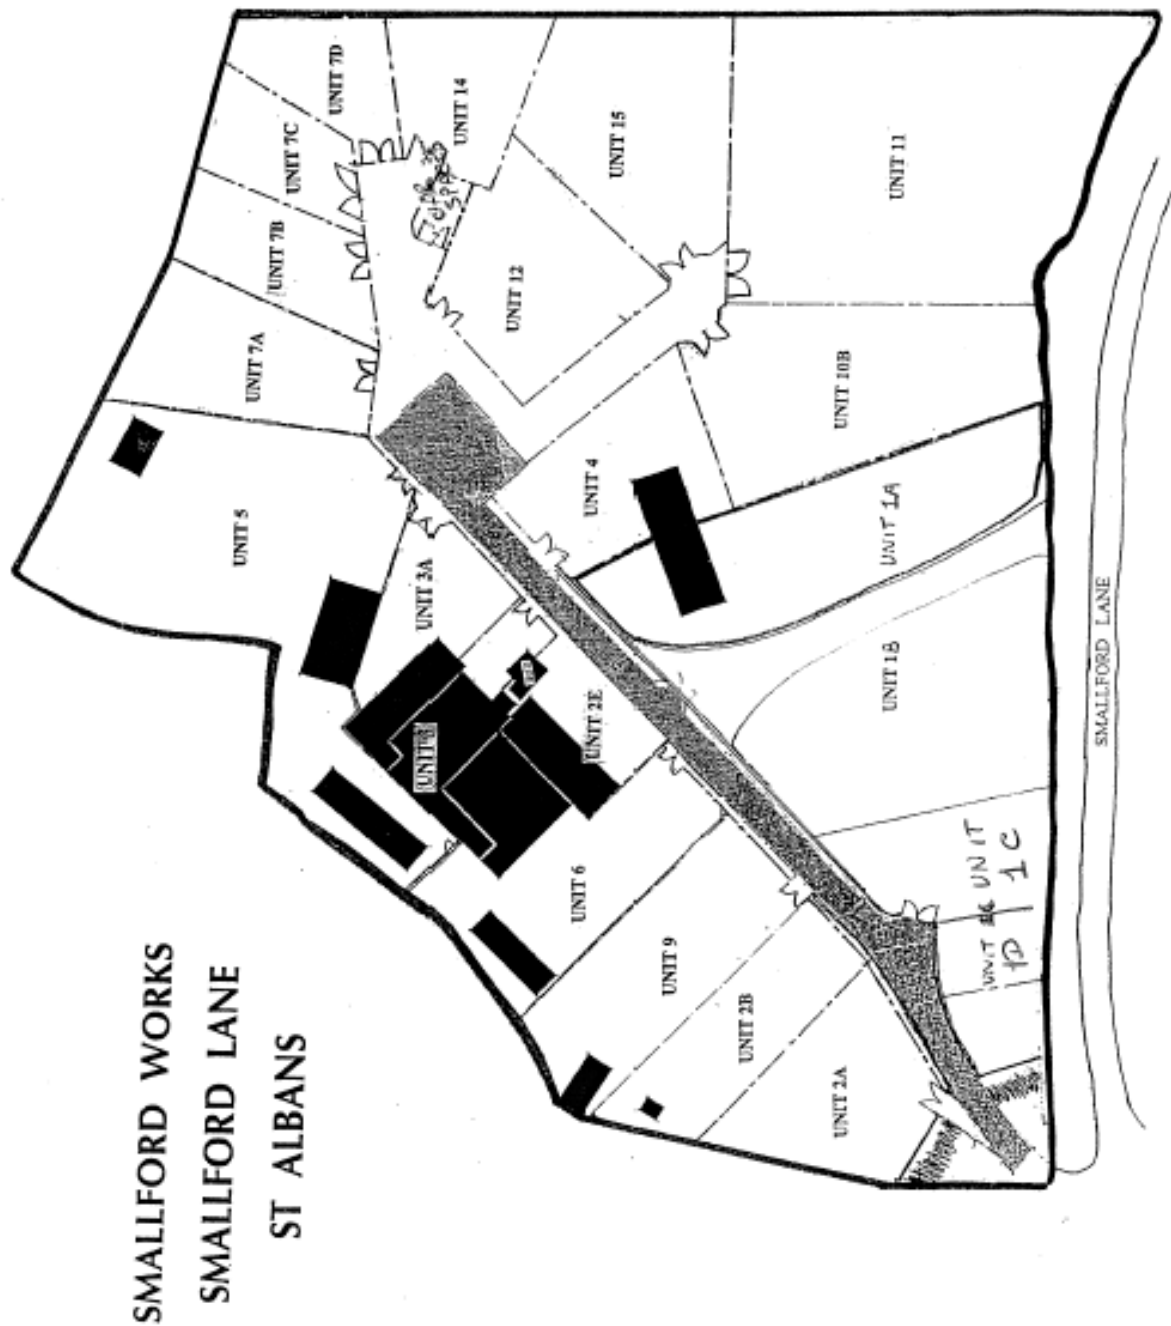 SMALLFORD WORKS
SMALLFORD LANE
ST ALBANS
UNIT 7D
UNIT 7C
UNIT 7B
UNIT 7A
UNIT 14
UNIT 15
UNIT 12
UNIT 11
UNIT 10B
UNIT 5
UNIT 4
UNIT 3A
UNIT 1A
UNIT 1B
UNIT
UNIT 2E
UNIT 6
UNIT 9
UNIT 2B
UNIT 2A
UNIT
1C
UNIT
1D
SMALLFORD LANE